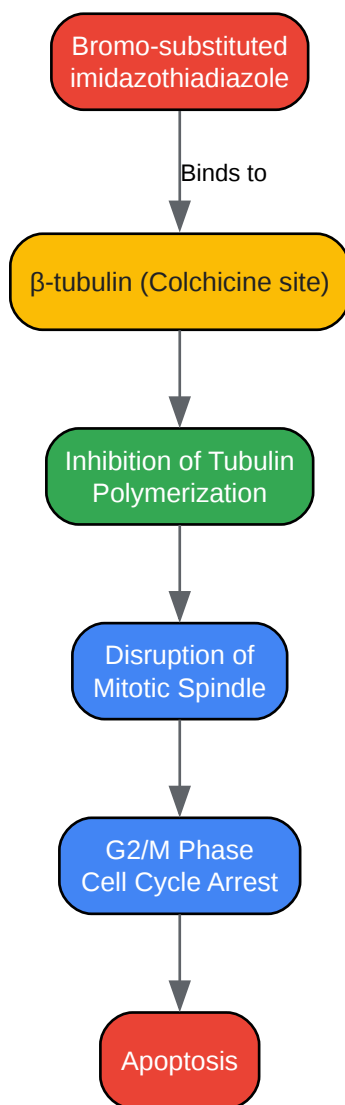 Bromo-substituted
imidazothiadiazole
Binds to
β-tubulin (Colchicine site)
Inhibition of Tubulin
Polymerization
Disruption of
Mitotic Spindle
G2/M Phase
Cell Cycle Arrest
Apoptosis